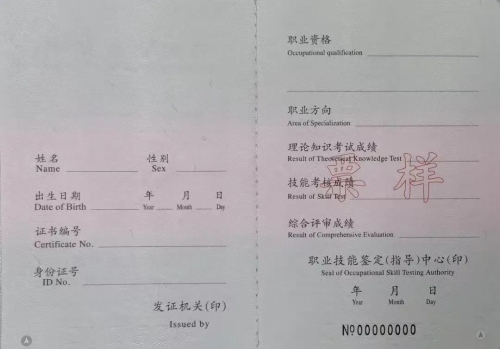 姓名 性别
Name Sex
出生日期 年 月 日
Date of Birth Year Month Day
证书编号
Certificate No.
身份证号
ID No.
发证机关(印)
Issued by
A
职业资格
Occupational qualification
职业方向
Area of Specialization
理论知识考试成绩
Result of Theoretical Knowledge Test
技能考核成绩
Result of Skill Test
票样
综合评审成绩
Result of Comprehensive Evaluation
职业技能鉴定(指导)中心(印)
Seal of Occupational Skill Testing Authority
年 月 日
Year Month Day
№00000000
A